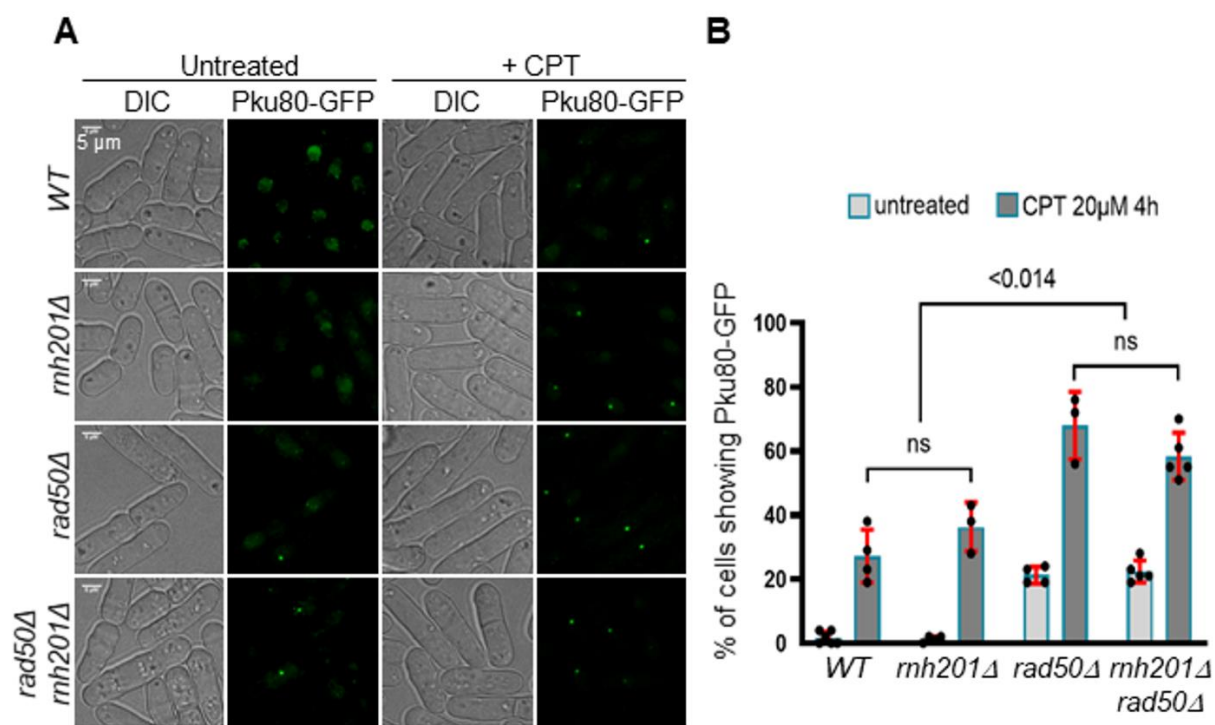 A
Untreated
+ CPT
DIC
Pku80-GFP
DIC
Pku80-GFP
5 µm
WT
rnh201Δ
rad50Δ
rad50Δ
rnh201Δ
B
untreated
CPT 20µM 4h
<0.014
ns
ns
% of cells showing Pku80-GFP
100
80
60
40
20
0
WT
rnh201Δ
rad50Δ
rnh201Δ
rad50Δ